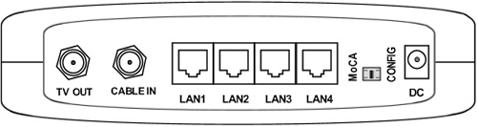 TV OUT
CABLE IN
LAN1
LAN2
LAN3
LAN4
MoCA
CONFIG
DC